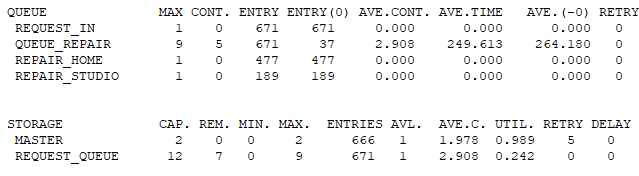 QUEUE MAX CONT. ENTRY ENTRY(0) AVE.CONT. AVE.TIME AVE.(-0) RETRY
REQUEST_IN 1 0 671 671 0.000 0.000 0.000 0
QUEUE_REPAIR 9 5 671 37 2.908 249.613 264.180 0
REPAIR_HOME 1 0 477 477 0.000 0.000 0.000 0
REPAIR_STUDIO 1 0 189 189 0.000 0.000 0.000 0
STORAGE CAP. REM. MIN. MAX. ENTRIES AVL. AVE.C. UTIL. RETRY DELAY
MASTER 2 0 0 2 666 1 1.978 0.989 5 0
REQUEST_QUEUE 12 7 0 9 671 1 2.908 0.242 0 0